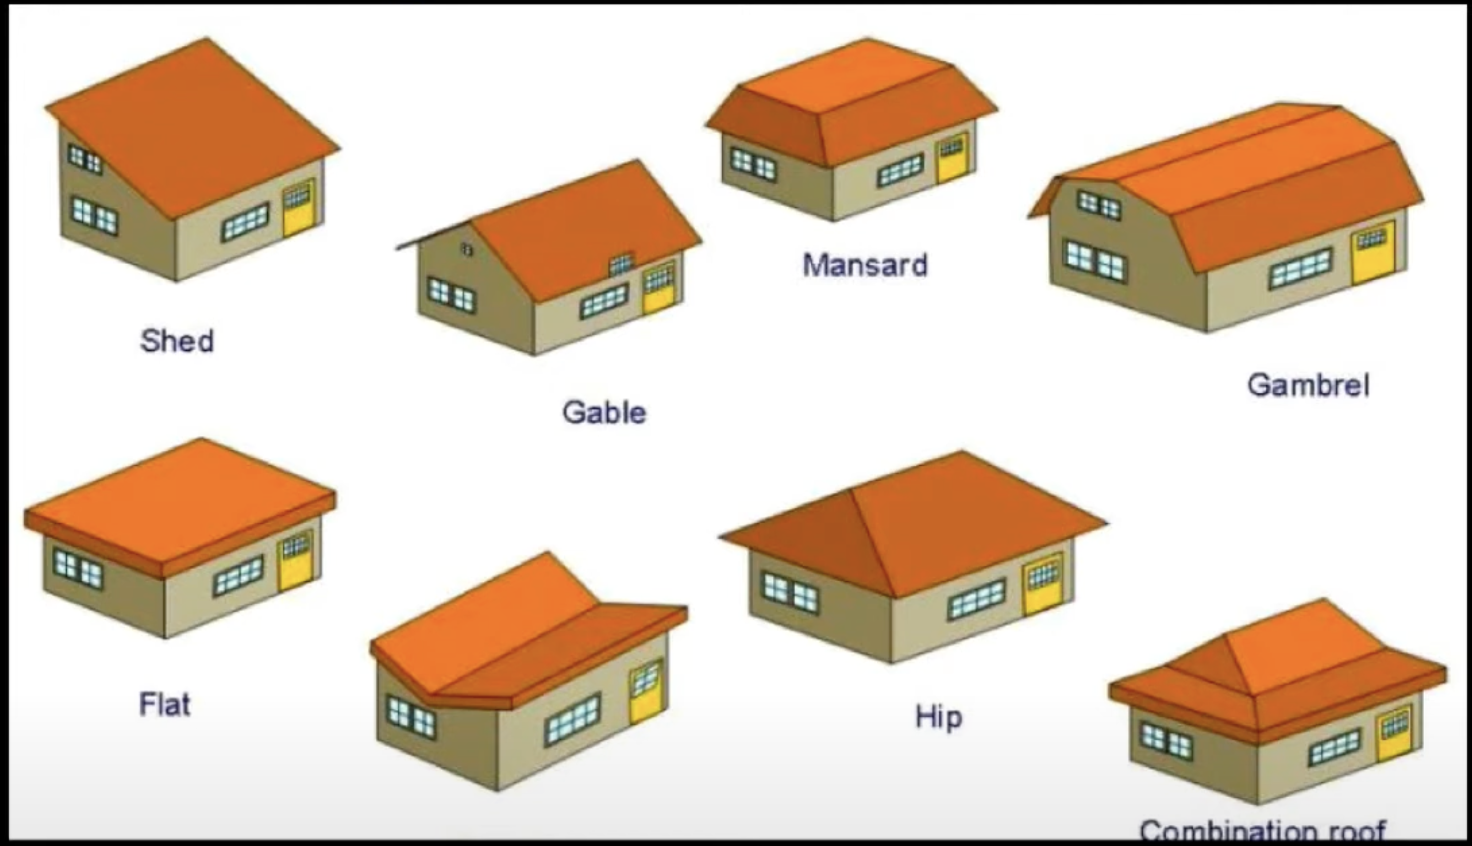 Shed
Gable
Mansard
Gambrel
Flat
Hip
Combination roof